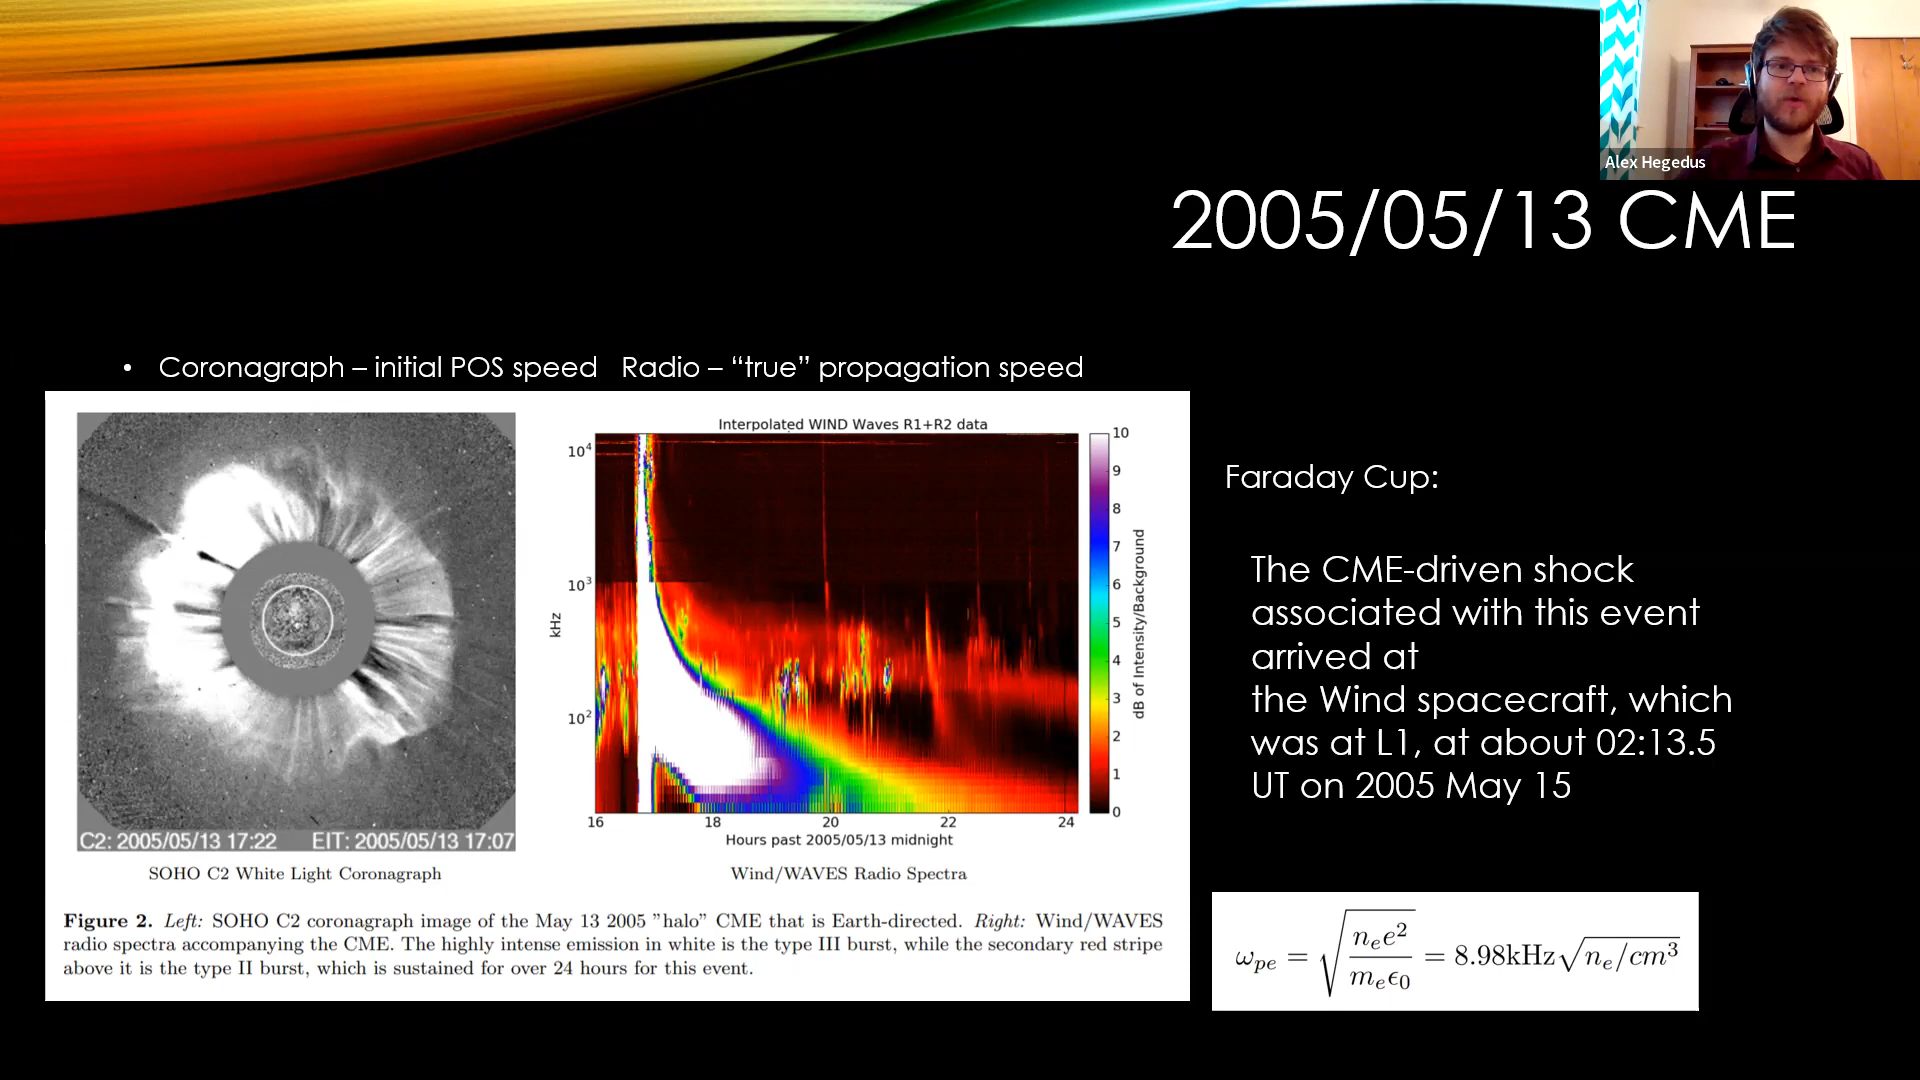 Alex Hegedus
2005/05/13 CME
• Coronagraph – initial POS speed Radio – “true” propagation speed
Interpolated WIND Waves R1+R2 data
10⁴
10³
10²
kHz
16 18 20 22 24
Hours past 2005/05/13 midnight
10
9
8
7
6
5
4
3
2
1
0
dB of Intensity/Background
C2: 2005/05/13 17:22 EIT: 2005/05/13 17:07
SOHO C2 White Light Coronagraph
Wind/WAVES Radio Spectra
Figure 2. Left: SOHO C2 coronagraph image of the May 13 2005 ”halo” CME that is Earth-directed. Right: Wind/WAVES
radio spectra accompanying the CME. The highly intense emission in white is the type III burst, while the secondary red stripe
above it is the type II burst, which is sustained for over 24 hours for this event.
Faraday Cup:
The CME-driven shock
associated with this event
arrived at
the Wind spacecraft, which
was at L1, at about 02:13.5
UT on 2005 May 15
ω_pe = √(n_e e² / m_e ϵ₀) = 8.98kHz√(n_e/cm³)